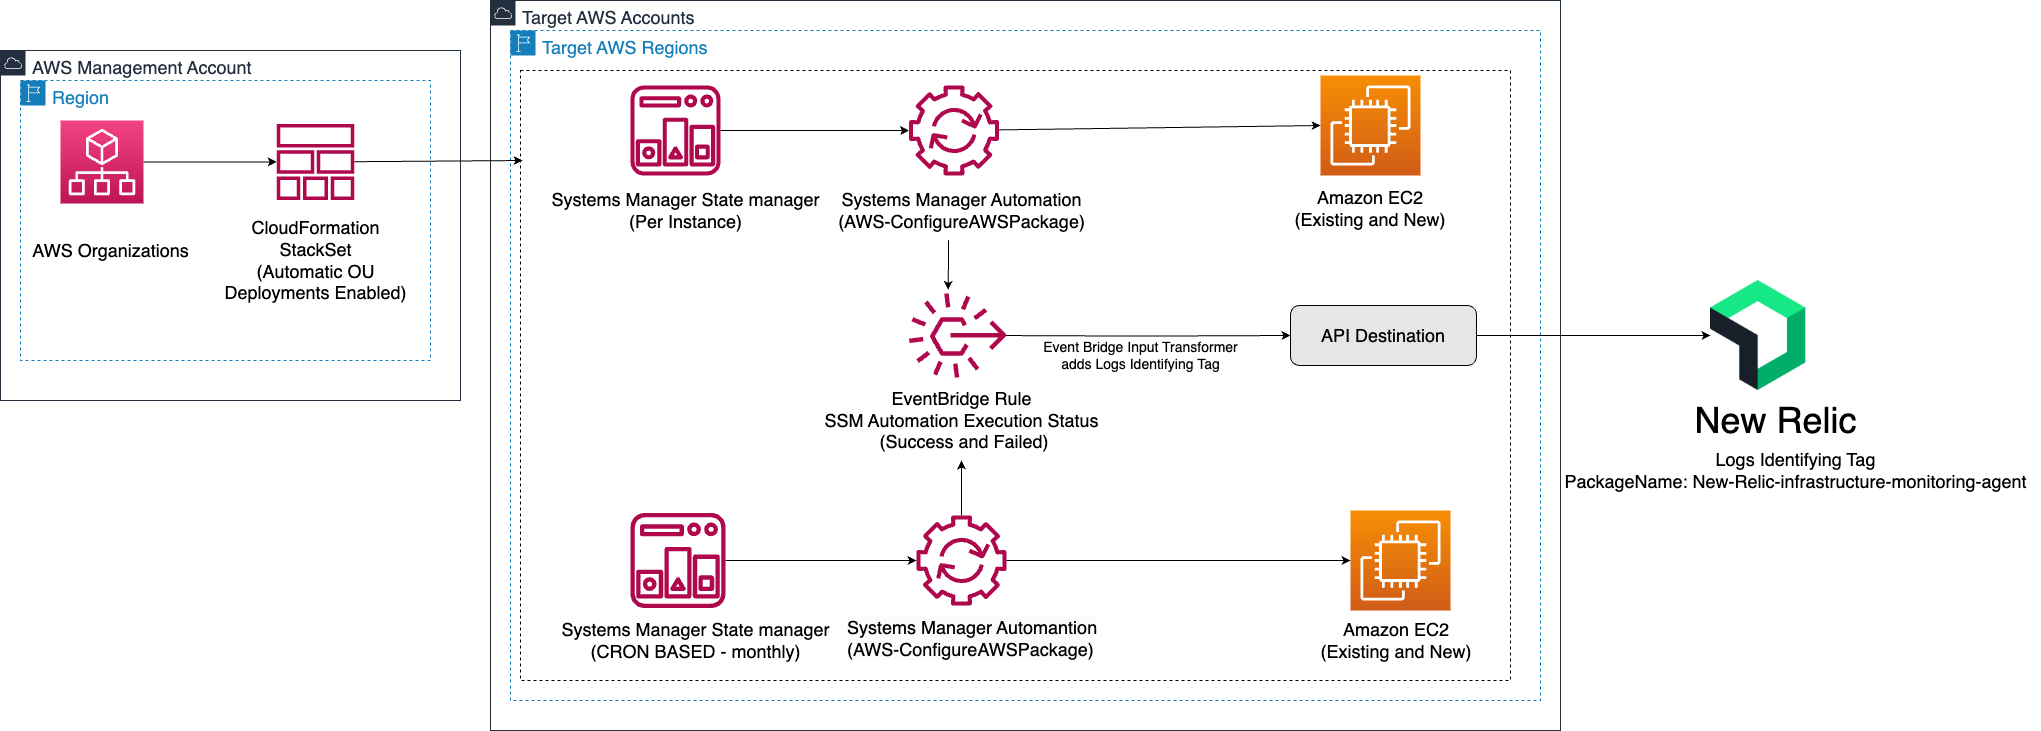 Target AWS Accounts
Target AWS Regions
AWS Management Account
Region
AWS Organizations
CloudFormation
StackSet
(Automatic OU
Deployments Enabled)
Systems Manager State manager
(Per Instance)
Systems Manager Automation
(AWS-ConfigureAWSPackage)
Amazon EC2
(Existing and New)
Event Bridge Input Transformer
adds Logs Identifying Tag
API Destination
EventBridge Rule
SSM Automation Execution Status
(Success and Failed)
New Relic
Logs Identifying Tag
PackageName: New-Relic-infrastructure-monitoring-agent
Systems Manager State manager
(CRON BASED - monthly)
Systems Manager Automantion
(AWS-ConfigureAWSPackage)
Amazon EC2
(Existing and New)